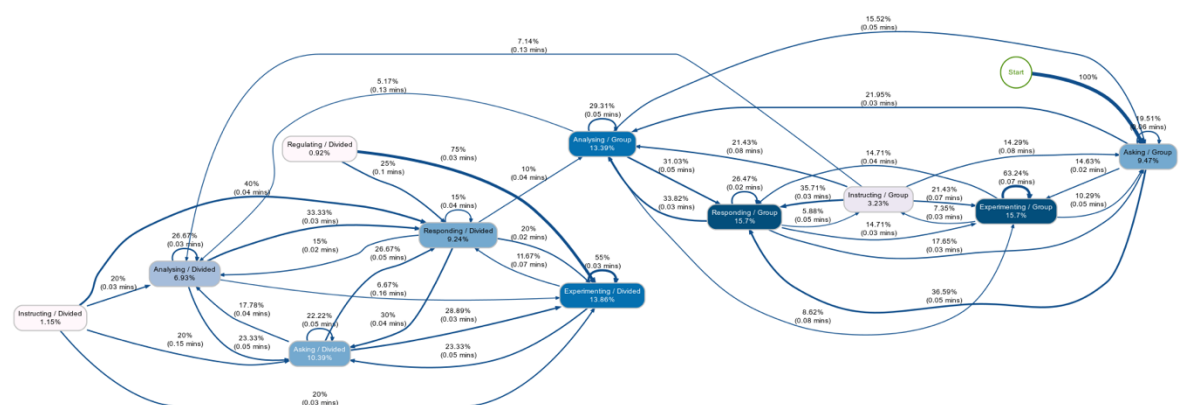 15.52%
(0.05 mins)
7.14%
(0.13 mins)
Start
100%
5.17%
(0.13 mins)
21.95%
(0.03 mins)
29.31%
(0.05 mins)
19.51%
(0.06 mins)
Analysing / Group
13.39%
Regulating / Divided
0.92%
75%
(0.03 mins)
25%
(0.1 mins)
10%
(0.04 mins)
31.03%
(0.05 mins)
21.43%
(0.08 mins)
14.71%
(0.04 mins)
14.29%
(0.08 mins)
14.63%
(0.02 mins)
Asking / Group
9.47%
40%
(0.04 mins)
33.33%
(0.03 mins)
15%
(0.04 mins)
26.47%
(0.02 mins)
35.71%
(0.03 mins)
Instructing / Group
3.23%
63.24%
(0.07 mins)
21.43%
(0.07 mins)
10.29%
(0.05 mins)
33.82%
(0.03 mins)
Responding / Group
15.7%
5.88%
(0.05 mins)
7.35%
(0.03 mins)
Experimenting / Group
15.7%
14.71%
(0.03 mins)
17.65%
(0.03 mins)
Responding / Divided
9.24%
26.67%
(0.03 mins)
15%
(0.02 mins)
26.67%
(0.05 mins)
20%
(0.02 mins)
11.67%
(0.07 mins)
55%
(0.03 mins)
Analysing / Divided
6.93%
6.67%
(0.16 mins)
Experimenting / Divided
13.86%
20%
(0.03 mins)
Instructing / Divided
1.15%
17.78%
(0.04 mins)
22.22%
(0.05 mins)
30%
(0.04 mins)
28.89%
(0.03 mins)
36.59%
(0.05 mins)
8.62%
(0.08 mins)
20%
(0.15 mins)
23.33%
(0.05 mins)
Asking / Divided
10.39%
23.33%
(0.05 mins)
20%
(0.03 mins)